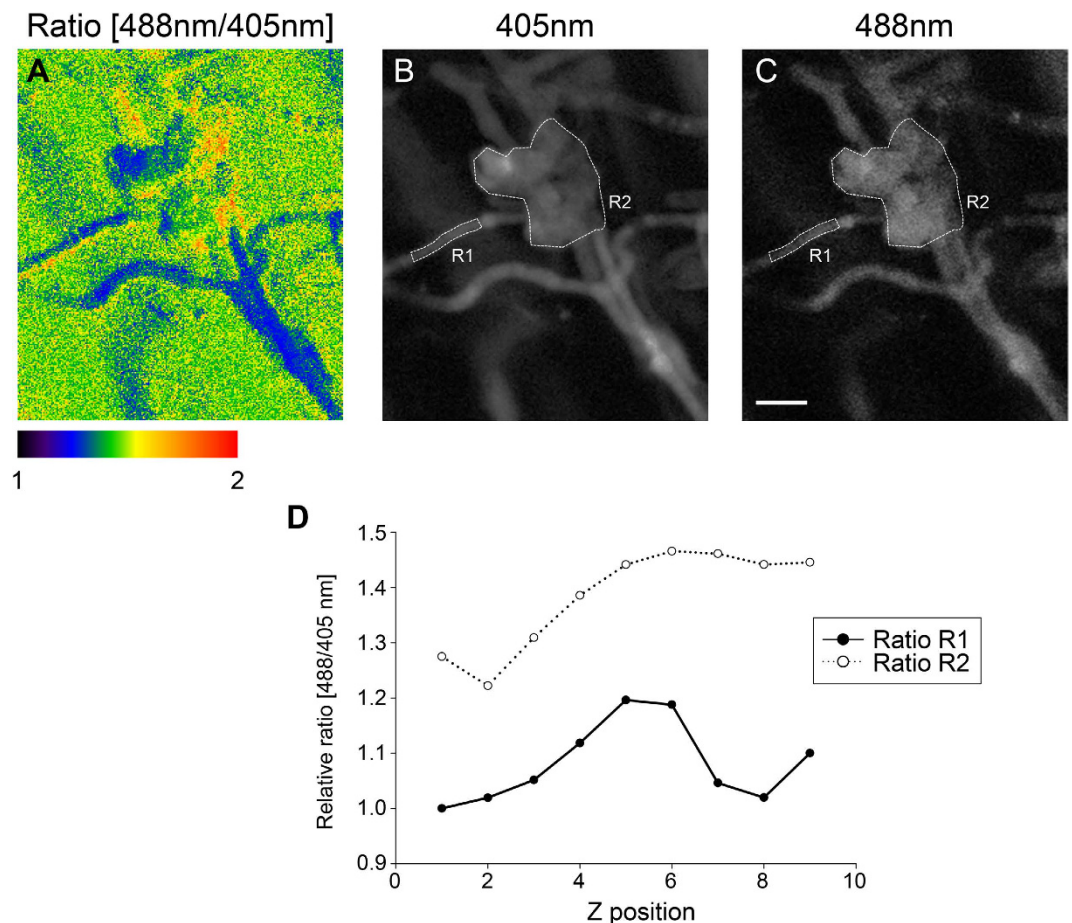 Ratio [488nm/405nm]
405nm
488nm
A
B
C
R1
R2
R1
R2
1
2
D
Relative ratio [488/405 nm]
1.5
1.4
1.3
1.2
1.1
1.0
0.9
0
2
4
6
8
10
Z position
Ratio R1
Ratio R2